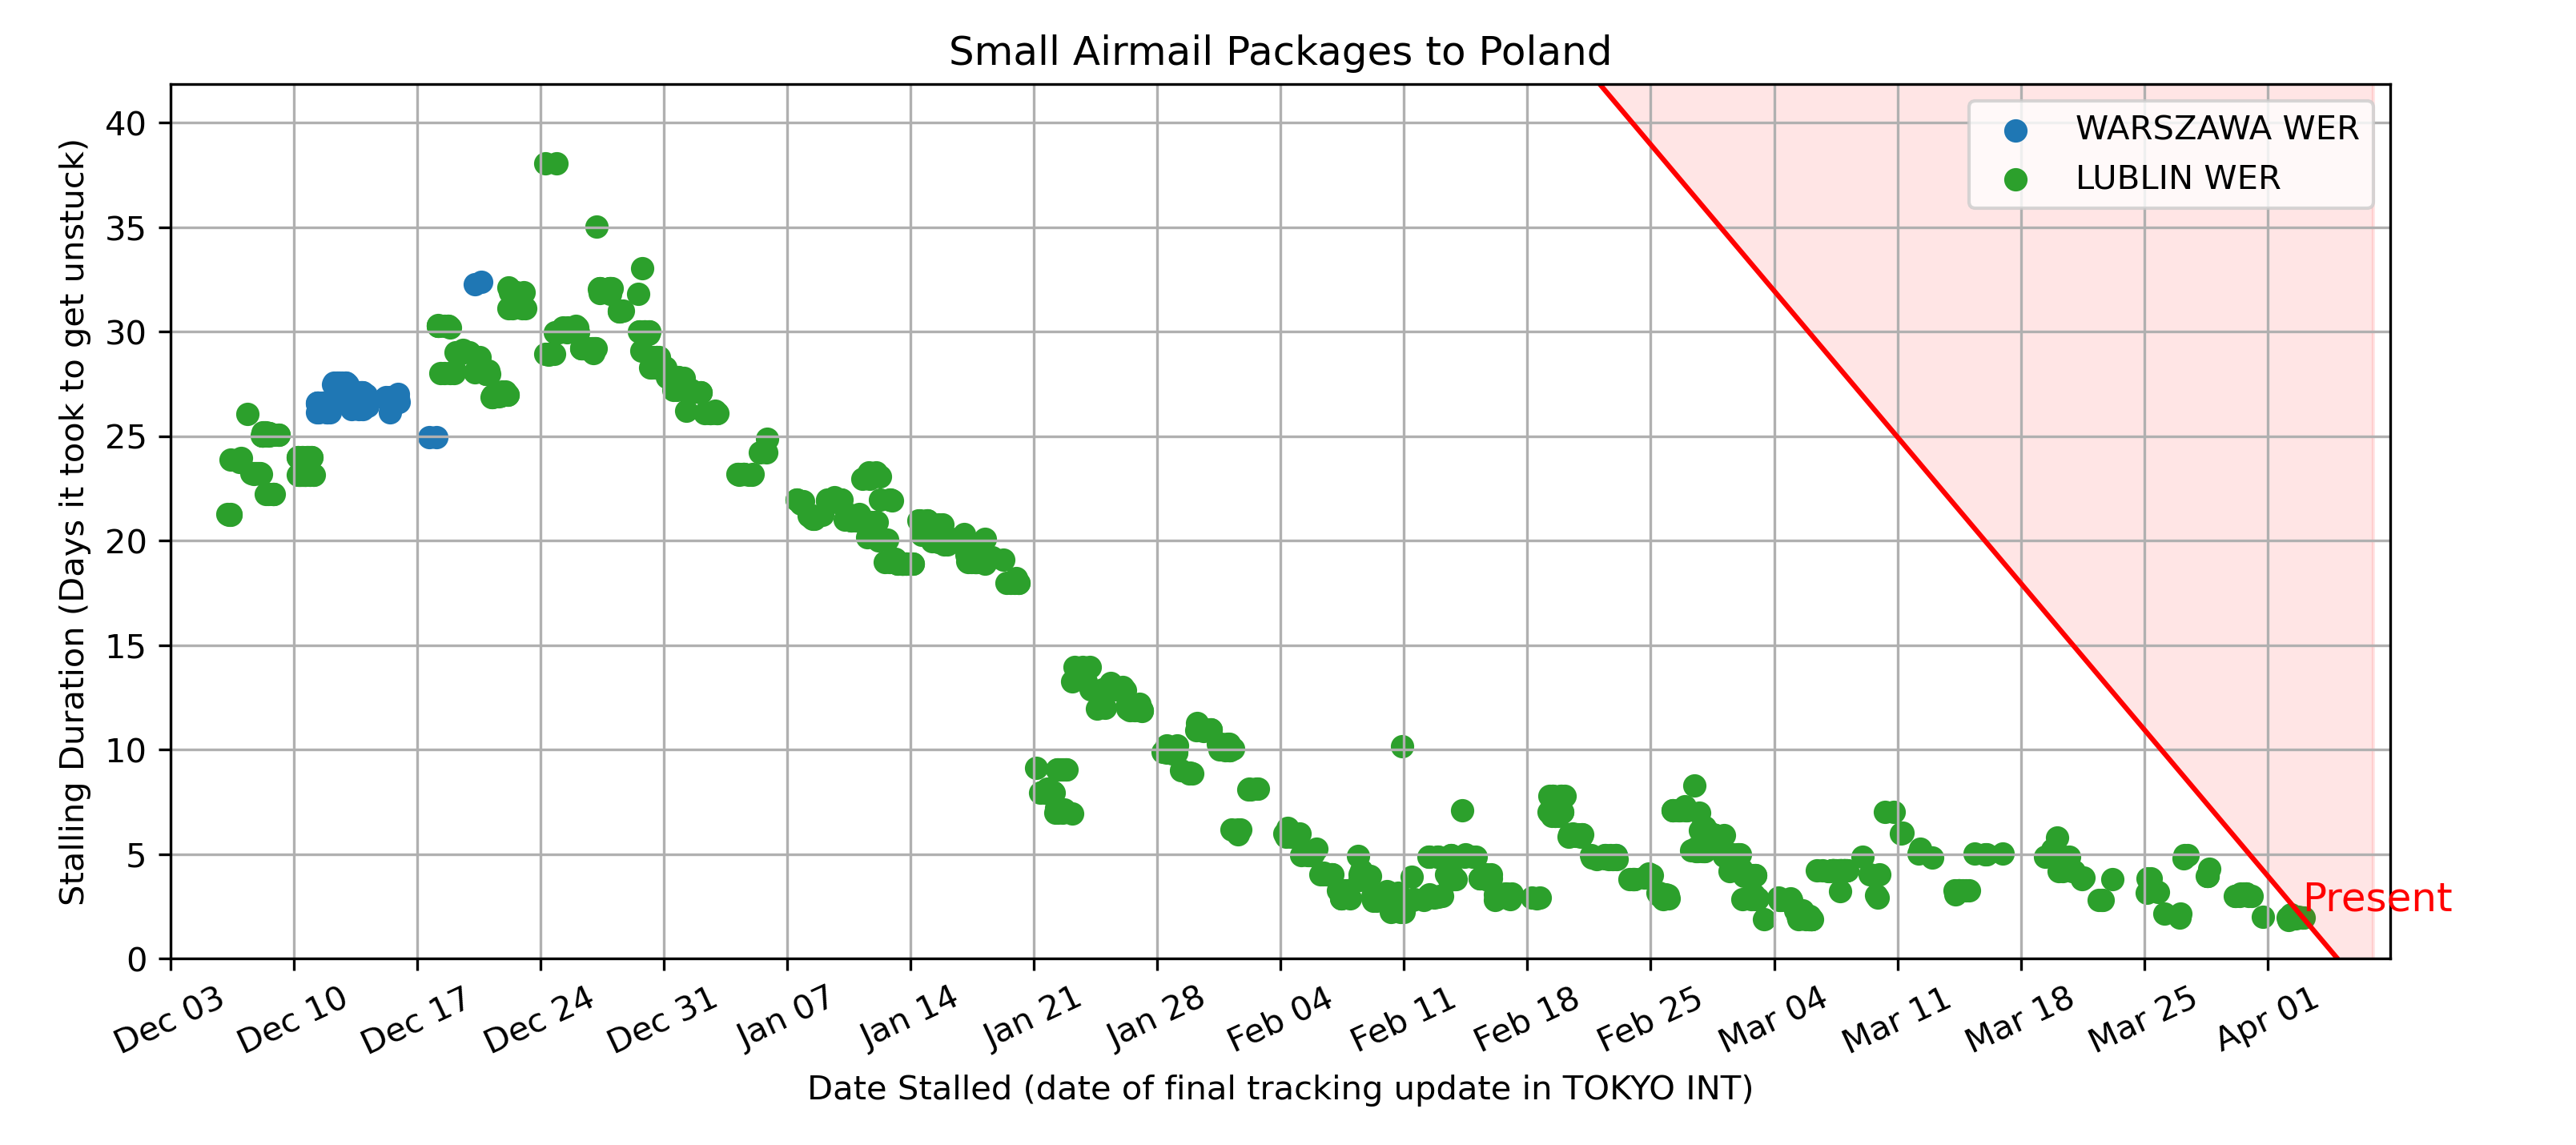 Small Airmail Packages to Poland
WARSZAWA WER
LUBLIN WER
Stalling Duration (Days it took to get unstuck)
40
35
30
25
20
15
10
5
0
Present
Dec 03
Dec 10
Dec 17
Dec 24
Dec 31
Jan 07
Jan 14
Jan 21
Jan 28
Feb 04
Feb 11
Feb 18
Feb 25
Mar 04
Mar 11
Mar 18
Mar 25
Apr 01
Date Stalled (date of final tracking update in TOKYO INT)